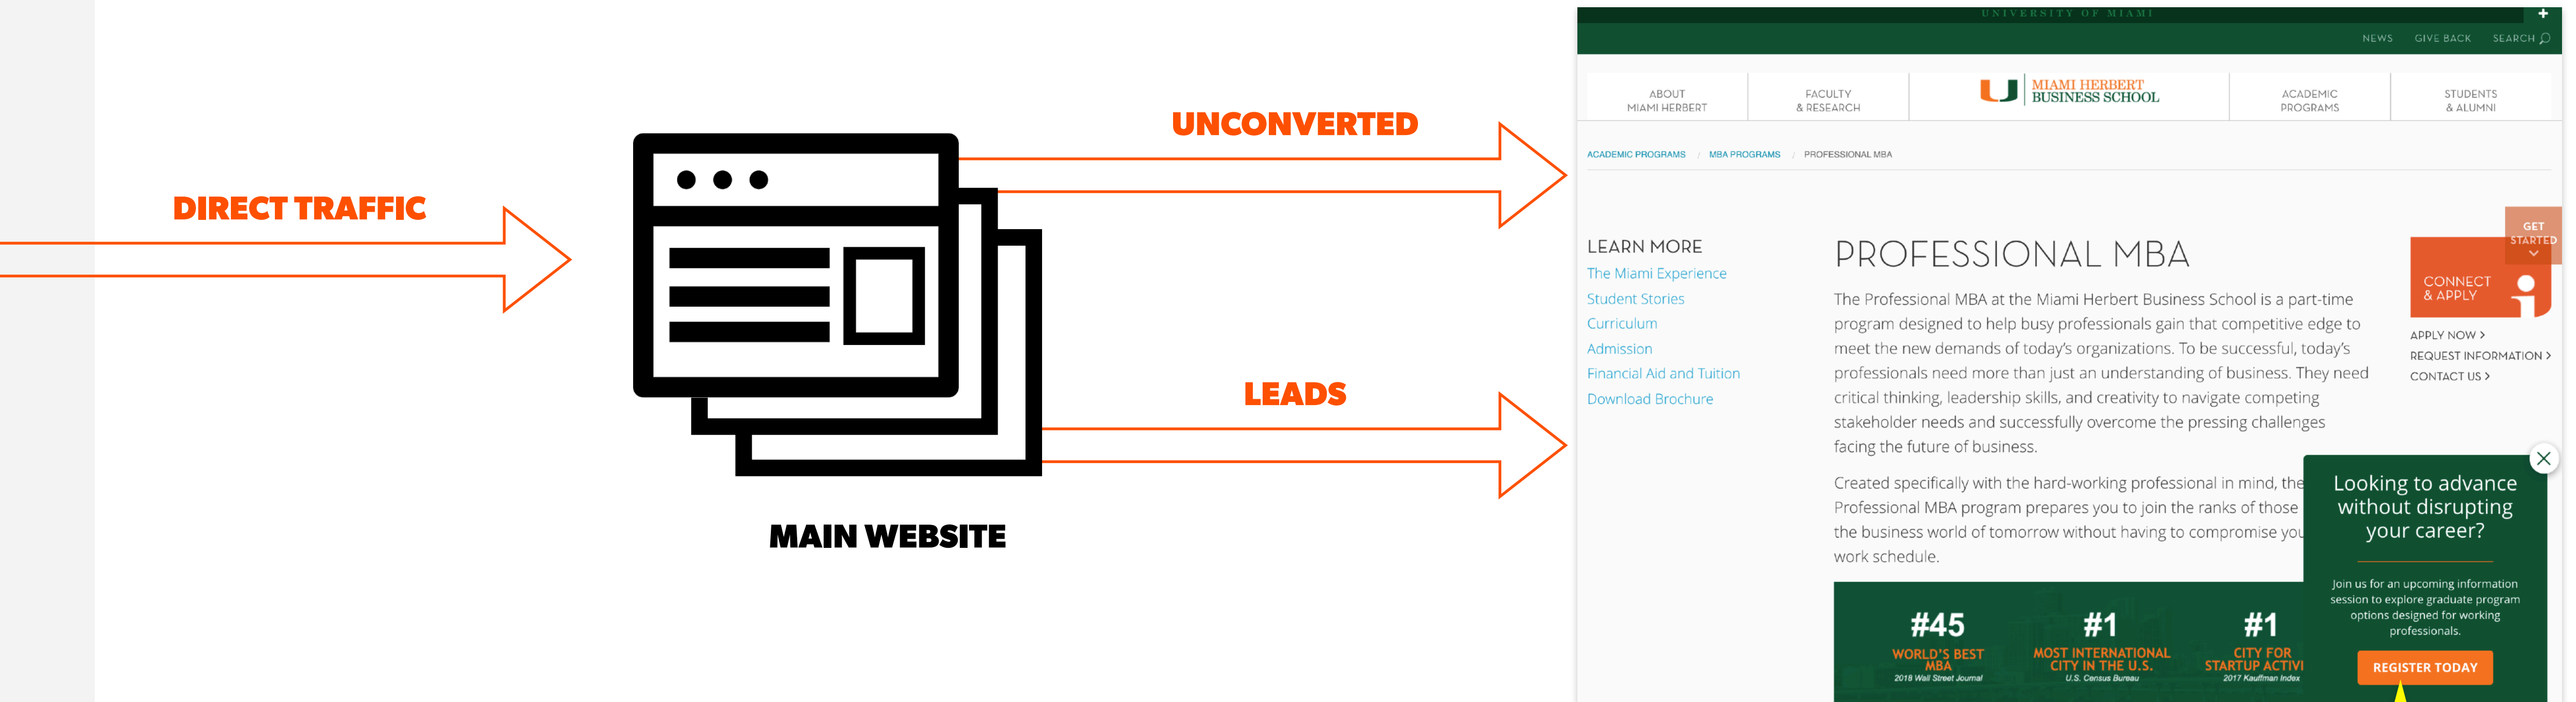 DIRECT TRAFFIC
MAIN WEBSITE
UNCONVERTED
LEADS
UNIVERSITY OF MIAMI
NEWS GIVE BACK SEARCH
ABOUT
MIAMI HERBERT
FACULTY
& RESEARCH
MIAMI HERBERT
BUSINESS SCHOOL
ACADEMIC
PROGRAMS
STUDENTS
& ALUMNI
ACADEMIC PROGRAMS / MBA PROGRAMS / PROFESSIONAL MBA
LEARN MORE
The Miami Experience
Student Stories
Curriculum
Admission
Financial Aid and Tuition
Download Brochure
PROFESSIONAL MBA
The Professional MBA at the Miami Herbert Business School is a part-time
program designed to help busy professionals gain that competitive edge to
meet the new demands of today's organizations. To be successful, today's
professionals need more than just an understanding of business. They need
critical thinking, leadership skills, and creativity to navigate competing
stakeholder needs and successfully overcome the pressing challenges
facing the future of business.
Created specifically with the hard-working professional in mind, the
Professional MBA program prepares you to join the ranks of those
the business world of tomorrow without having to compromise you
work schedule.
#45
WORLD'S BEST
MBA
2018 Wall Street Journal
#1
MOST INTERNATIONAL
CITY IN THE U.S.
U.S. Census Bureau
#1
CITY FOR
STARTUP ACTIVI
2017 Kauffman Index
GET
STARTED
CONNECT
& APPLY
APPLY NOW >
REQUEST INFORMATION >
CONTACT US >
Looking to advance
without disrupting
your career?
Join us for an upcoming information
session to explore graduate program
options designed for working
professionals.
REGISTER TODAY